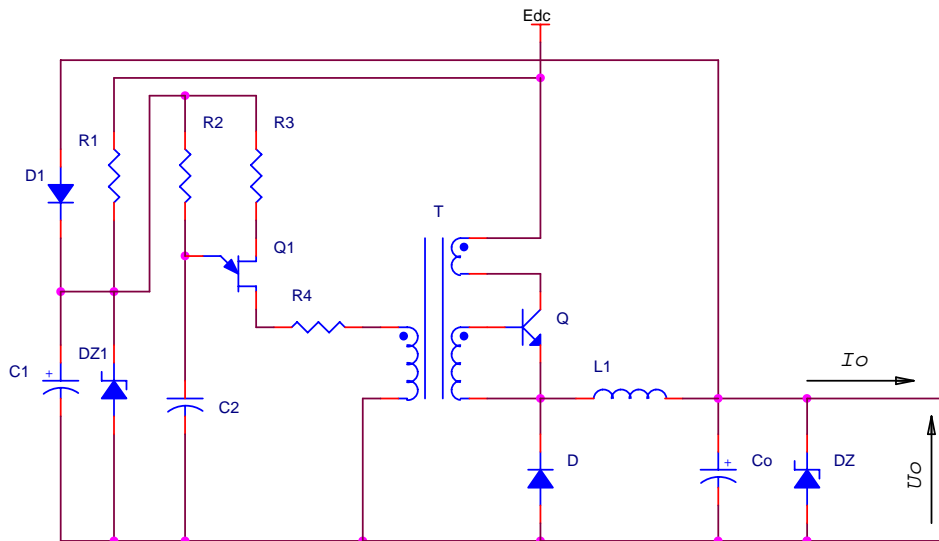 Edc
R1
R2
R3
D1
T
Q1
R4
Q
L1
Io
C1
+
DZ1
C2
D
Co
+
DZ
Uo